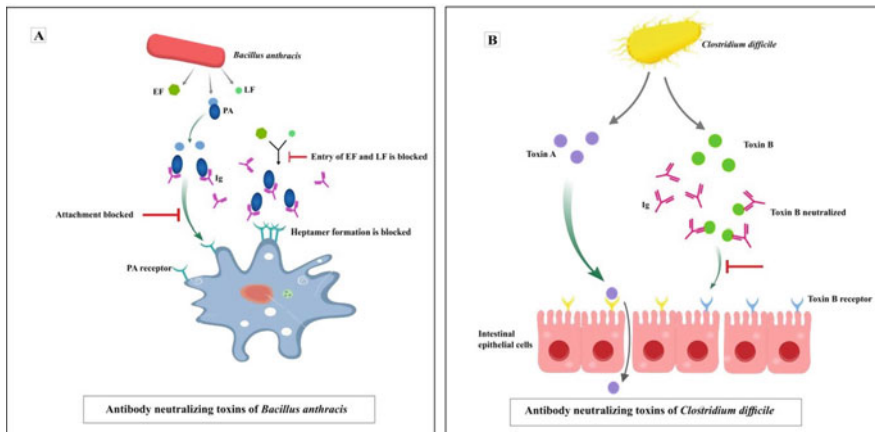 A
Bacillus anthracis
EF
LF
PA
Ig
Entry of EF and LF is blocked
Attachment blocked
Heptamer formation is blocked
PA receptor
Antibody neutralizing toxins of Bacillus anthracis
B
Clostridium difficile
Toxin A
Toxin B
Ig
Toxin B neutralized
Toxin B receptor
Intestinal
epithelial cells
Antibody neutralizing toxins of Clostridium difficile